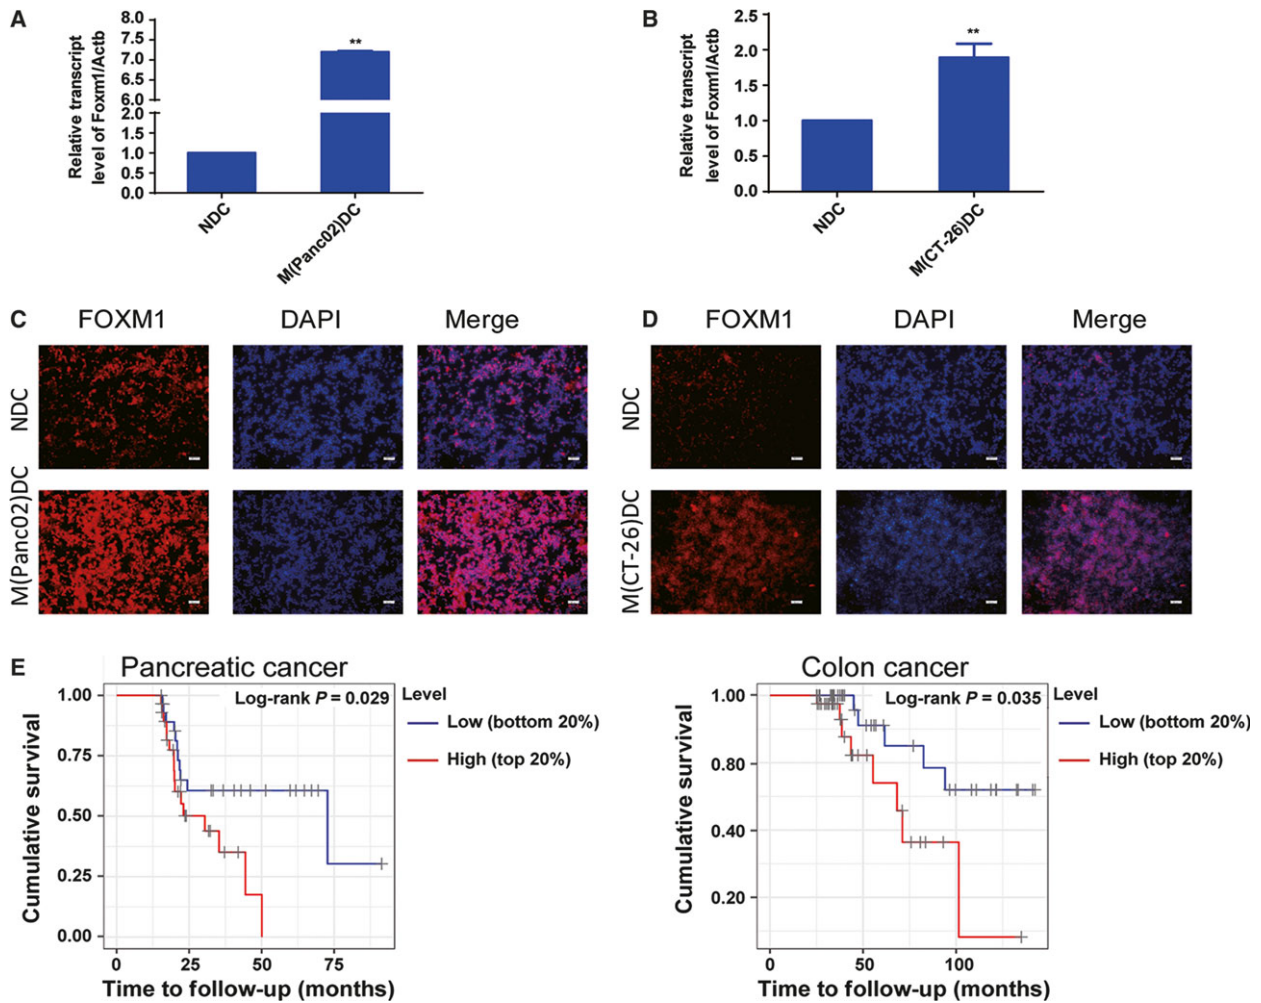 A
Relative transcript
level of Foxm1/Actb
8.0
7.5
7.0
6.5
6.0
2.0
1.5
1.0
0.5
0.0
**
NDC
M(Panc02)DC
B
Relative transcript
level of Foxm1/Actb
2.5
2.0
1.5
1.0
0.5
0.0
**
NDC
M(CT-26)DC
C
FOXM1 DAPI Merge
NDC
M(Panc02)DC
D
FOXM1 DAPI Merge
NDC
M(CT-26)DC
E
Pancreatic cancer
Log-rank P = 0.029
Level
Low (bottom 20%)
High (top 20%)
Cumulative survival
1.00
0.75
0.50
0.25
0.00
0 25 50 75
Time to follow-up (months)
Colon cancer
Log-rank P = 0.035
Level
Low (bottom 20%)
High (top 20%)
Cumulative survival
1.00
0.80
0.40
0.20
0 50 100
Time to follow-up (months)